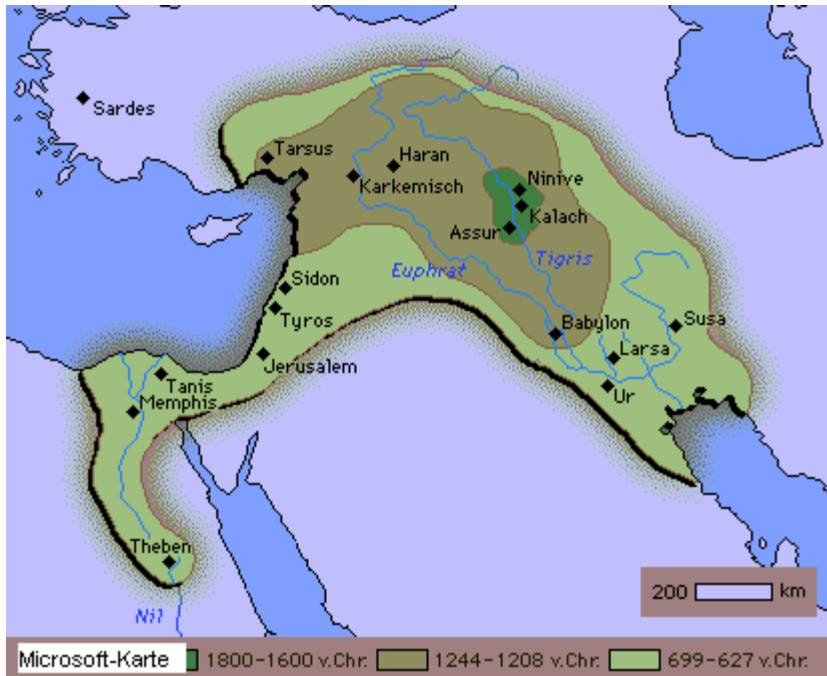 Sardes
Tarsus
Haran
Karkemisch
Ninive
Kalach
Assur
Euphrat
Tigris
Sidon
Tyros
Babylon
Susa
Larsa
Jerusalem
Tanis
Ur
Memphis
Theben
200 km
Nil
Microsoft-Karte 1800-1600 v.Chr. 1244-1208 v.Chr. 699-627 v.Chr.